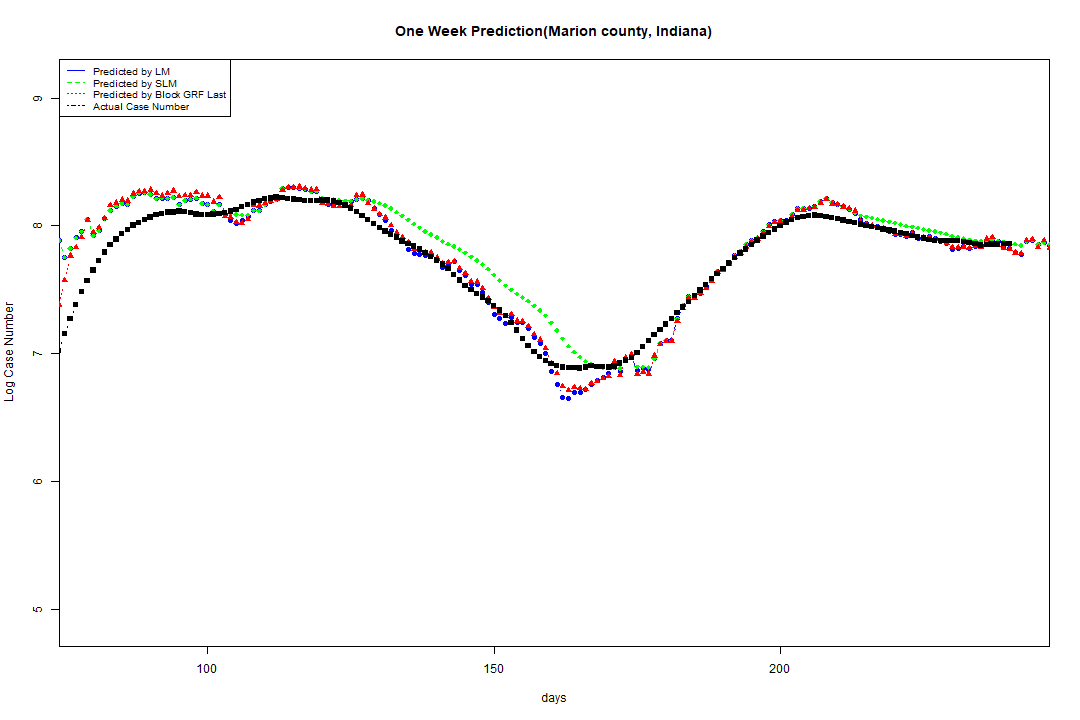 One Week Prediction(Marion county, Indiana)
Predicted by LM
Predicted by SLM
Predicted by Block GRF Last
Actual Case Number
9
8
7
6
5
Log Case Number
100
150
200
days